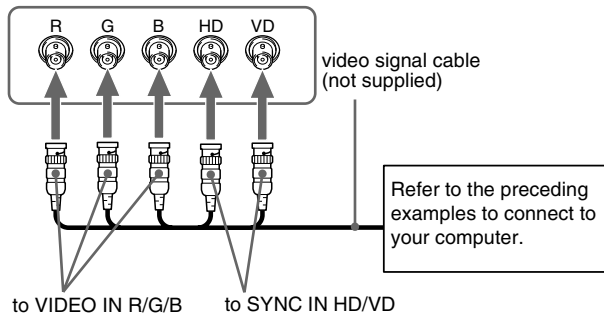 R G B HD VD
video signal cable
(not supplied)
Refer to the preceding
examples to connect to
your computer.
to VIDEO IN R/G/B to SYNC IN HD/VD